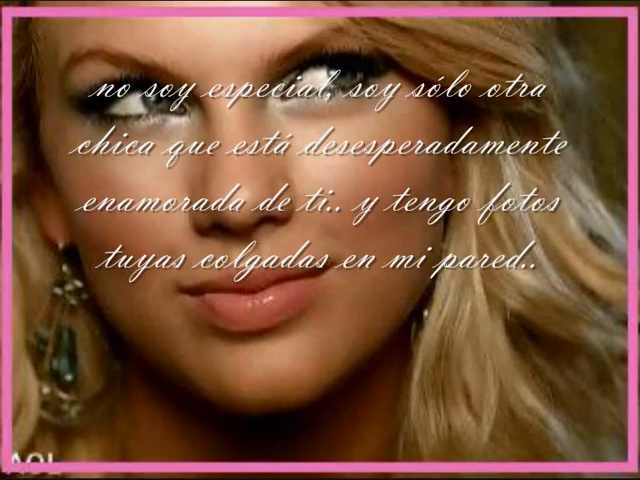 no soy especial, soy sólo otra
chica que está desesperadamente
enamorada de ti.. y tengo fotos
tuyas colgadas en mi pared..
AOL